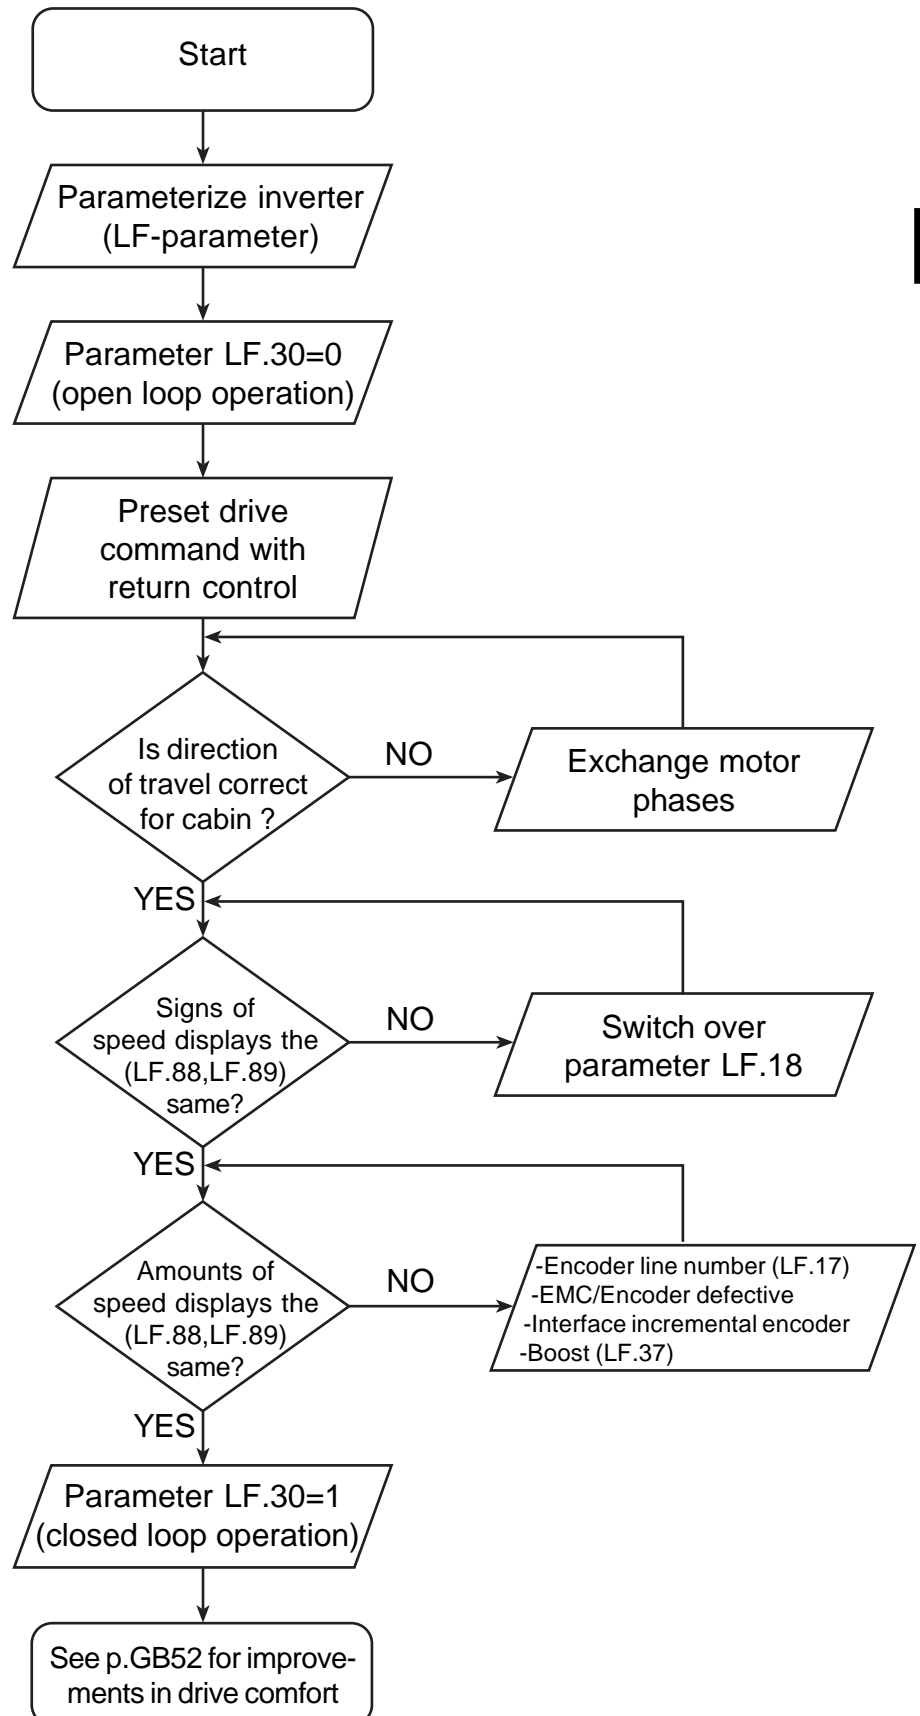 Start
Parameterize inverter
(LF-parameter)
Parameter LF.30=0
(open loop operation)
Preset drive
command with
return control
Is direction
of travel correct
for cabin ?
NO
Exchange motor
phases
YES
Signs of
speed displays the
(LF.88,LF.89)
same?
NO
Switch over
parameter LF.18
YES
Amounts of
speed displays the
(LF.88,LF.89)
same?
NO
-Encoder line number (LF.17)
-EMC/Encoder defective
-Interface incremental encoder
-Boost (LF.37)
YES
Parameter LF.30=1
(closed loop operation)
See p.GB52 for improve-
ments in drive comfort